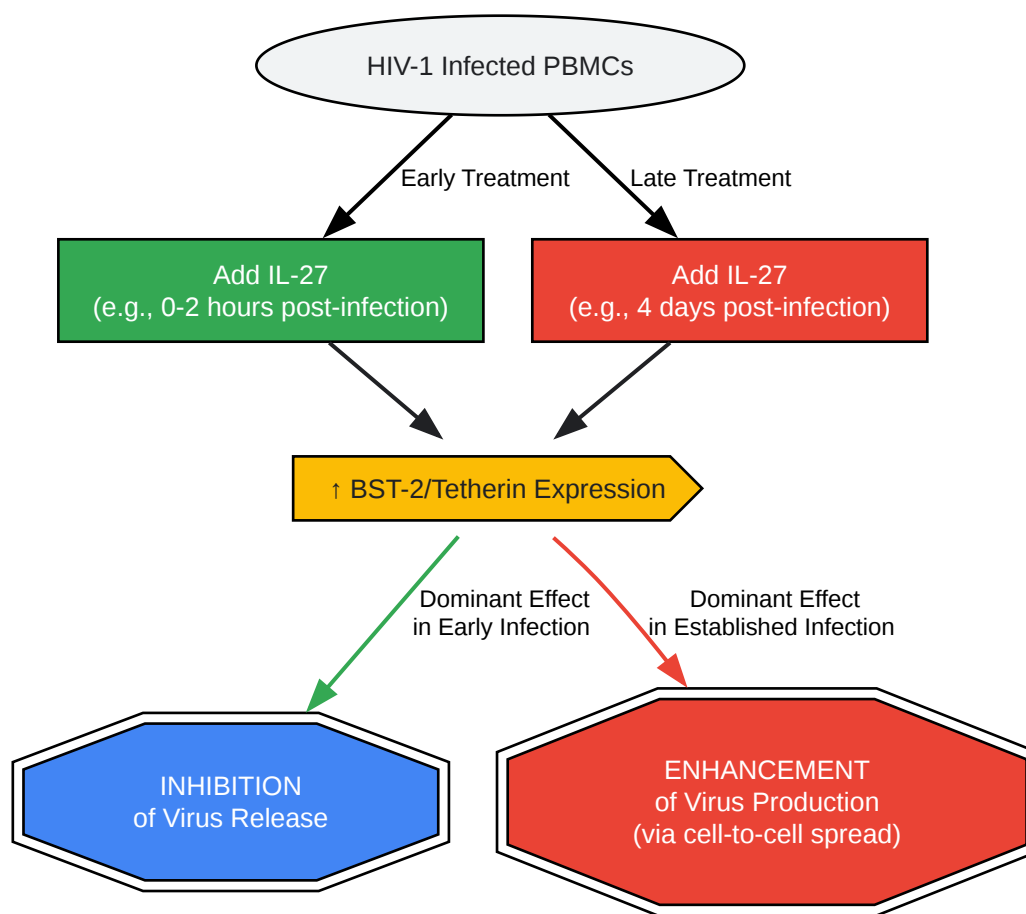 HIV-1 Infected PBMCs
Early Treatment
Late Treatment
Add IL-27
(e.g., 0-2 hours post-infection)
Add IL-27
(e.g., 4 days post-infection)
↑ BST-2/Tetherin Expression
Dominant Effect
in Early Infection
Dominant Effect
in Established Infection
INHIBITION
of Virus Release
ENHANCEMENT
of Virus Production
(via cell-to-cell spread)